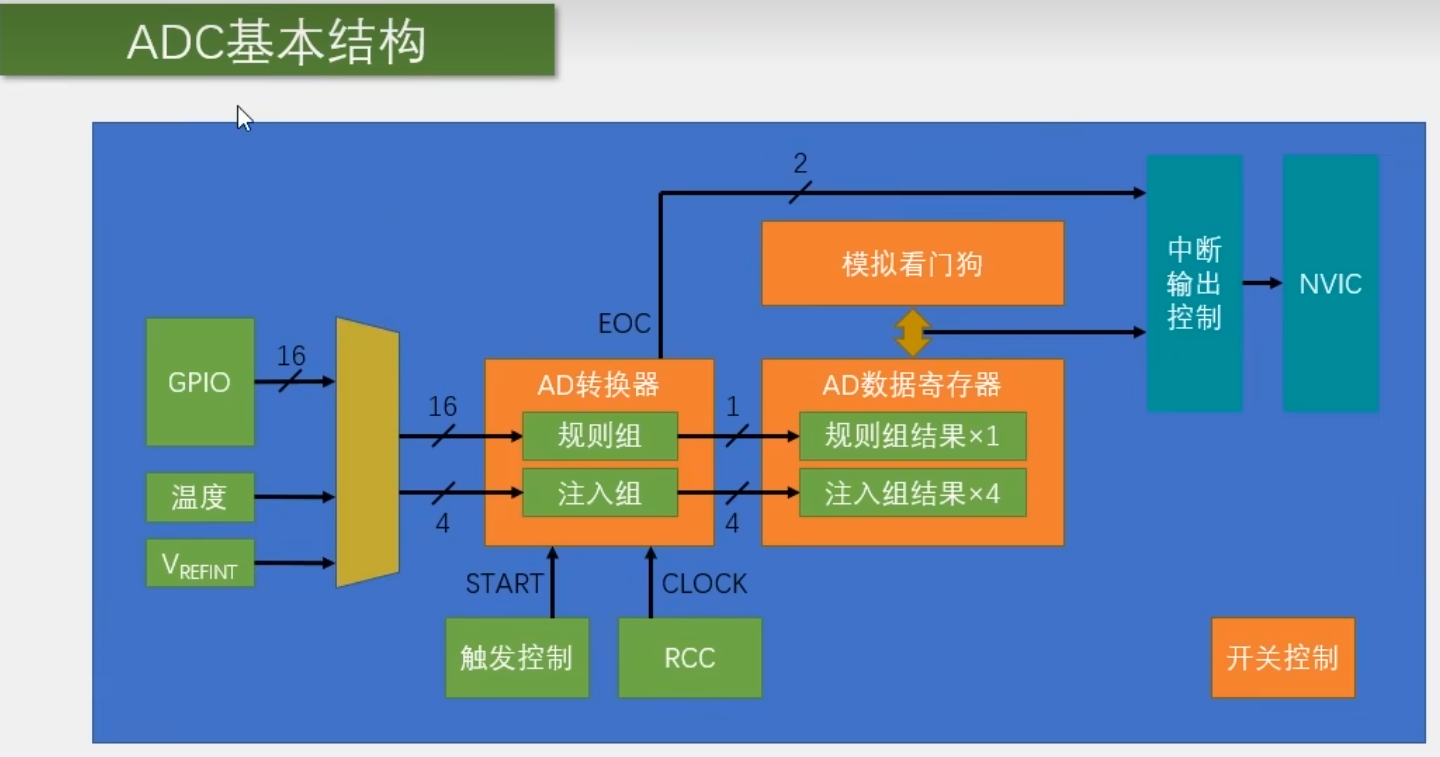 ADC基本结构
2
模拟看门狗
中断
输出
控制
NVIC
EOC
GPIO
16
16
AD转换器
1
AD数据寄存器
规则组
规则组结果×1
注入组
注入组结果×4
4
4
温度
VREFINT
START
CLOCK
触发控制
RCC
开关控制